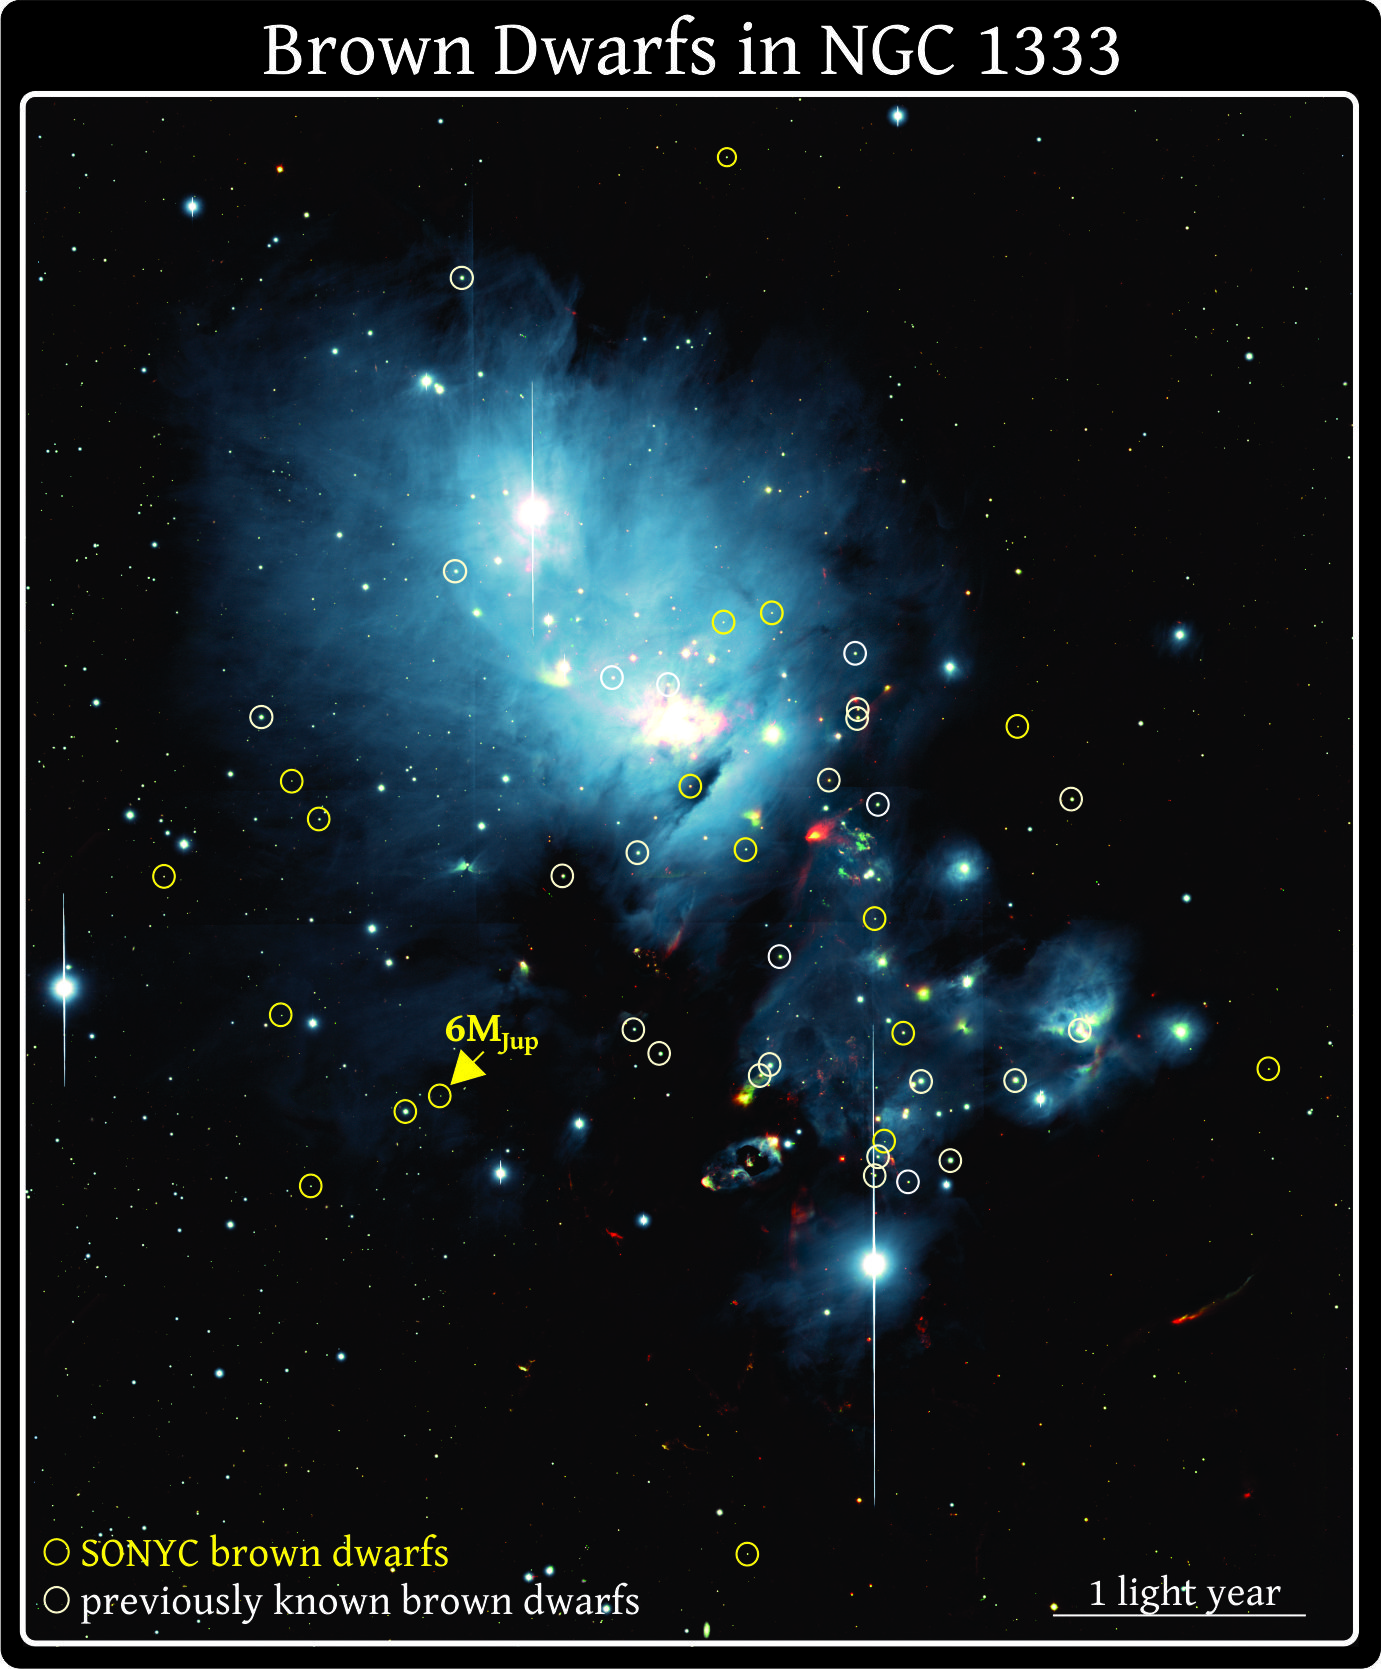 Brown Dwarfs in NGC 1333
6MJup
SONYC brown dwarfs
previously known brown dwarfs
1 light year